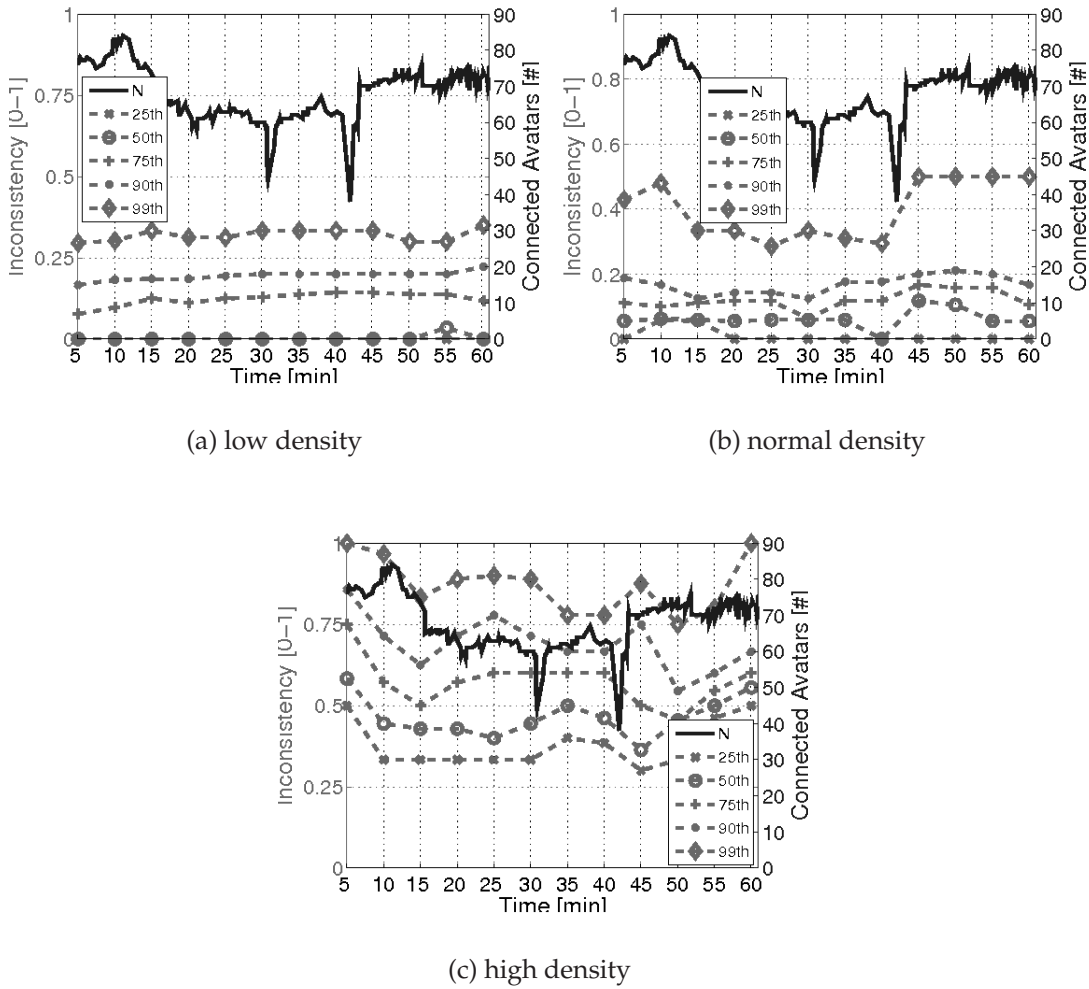 1
0.75
0.5
0.25
0
Inconsistency [0−1]
N
25th
50th
75th
90th
99th
90
80
70
60
50
40
30
20
10
0
Connected Avatars [#]
5 10 15 20 25 30 35 40 45 50 55 60
Time [min]
(a) low density
1
0.8
0.6
0.4
0.2
0
Inconsistency [0−1]
N
25th
50th
75th
90th
99th
90
80
70
60
50
40
30
20
10
0
Connected Avatars [#]
5 10 15 20 25 30 35 40 45 50 55 60
Time [min]
(b) normal density
1
0.75
0.5
0.25
0
Inconsistency [0−1]
N
25th
50th
75th
90th
99th
90
80
70
60
50
40
30
20
10
0
Connected Avatars [#]
5 10 15 20 25 30 35 40 45 50 55 60
Time [min]
(c) high density